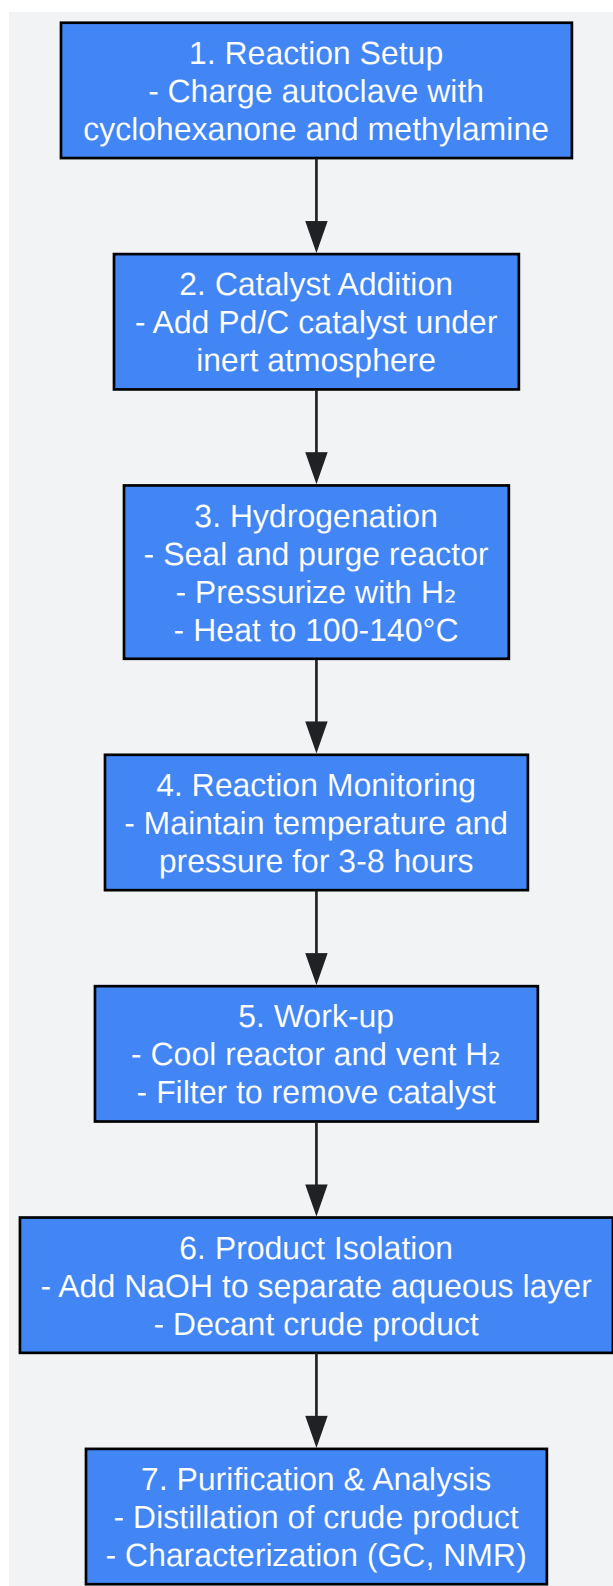 1. Reaction Setup
- Charge autoclave with
cyclohexanone and methylamine
2. Catalyst Addition
- Add Pd/C catalyst under
inert atmosphere
3. Hydrogenation
- Seal and purge reactor
- Pressurize with H₂
- Heat to 100-140°C
4. Reaction Monitoring
- Maintain temperature and
pressure for 3-8 hours
5. Work-up
- Cool reactor and vent H₂
- Filter to remove catalyst
6. Product Isolation
- Add NaOH to separate aqueous layer
- Decant crude product
7. Purification & Analysis
- Distillation of crude product
- Characterization (GC, NMR)